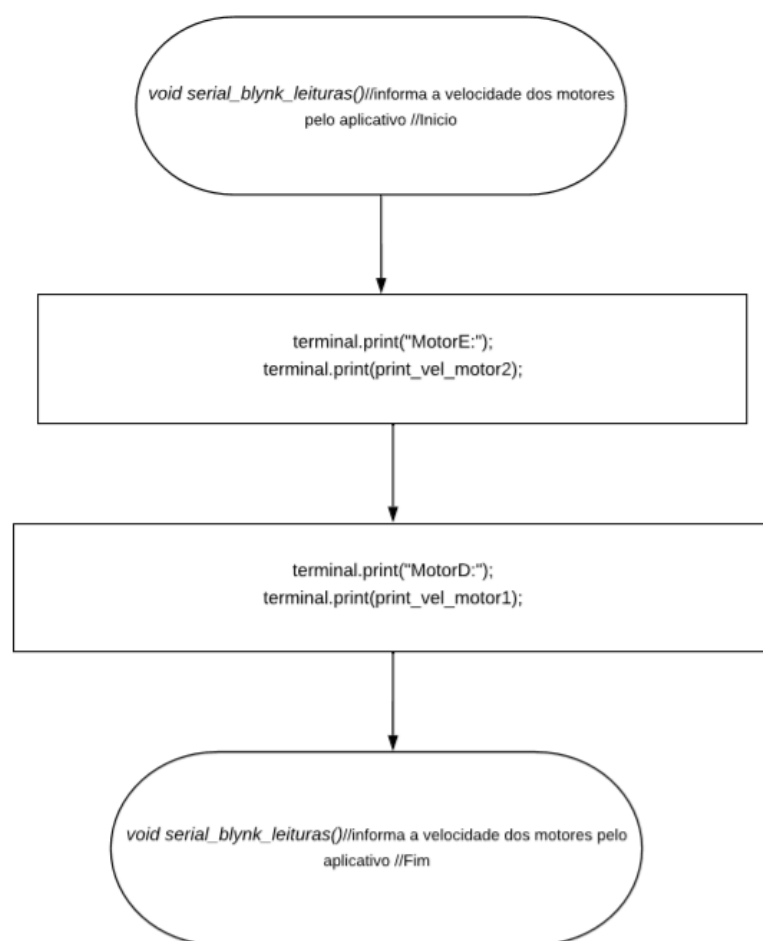 void serial_blynk_leituras()//informa a velocidade dos motores
pelo aplicativo //Inicio
terminal.print("MotorE:");
terminal.print(print_vel_motor2);
terminal.print("MotorD:");
terminal.print(print_vel_motor1);
void serial_blynk_leituras()//informa a velocidade dos motores pelo
aplicativo //Fim